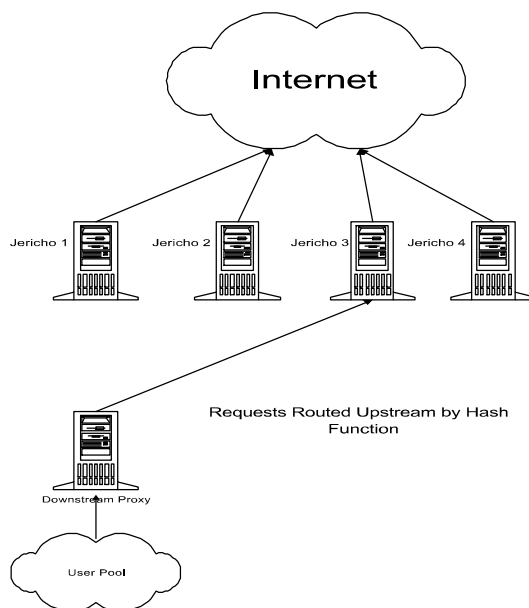 Internet
Jericho 1
Jericho 2
Jericho 3
Jericho 4
Requests Routed Upstream by Hash
Function
Downstream Proxy
User Pool